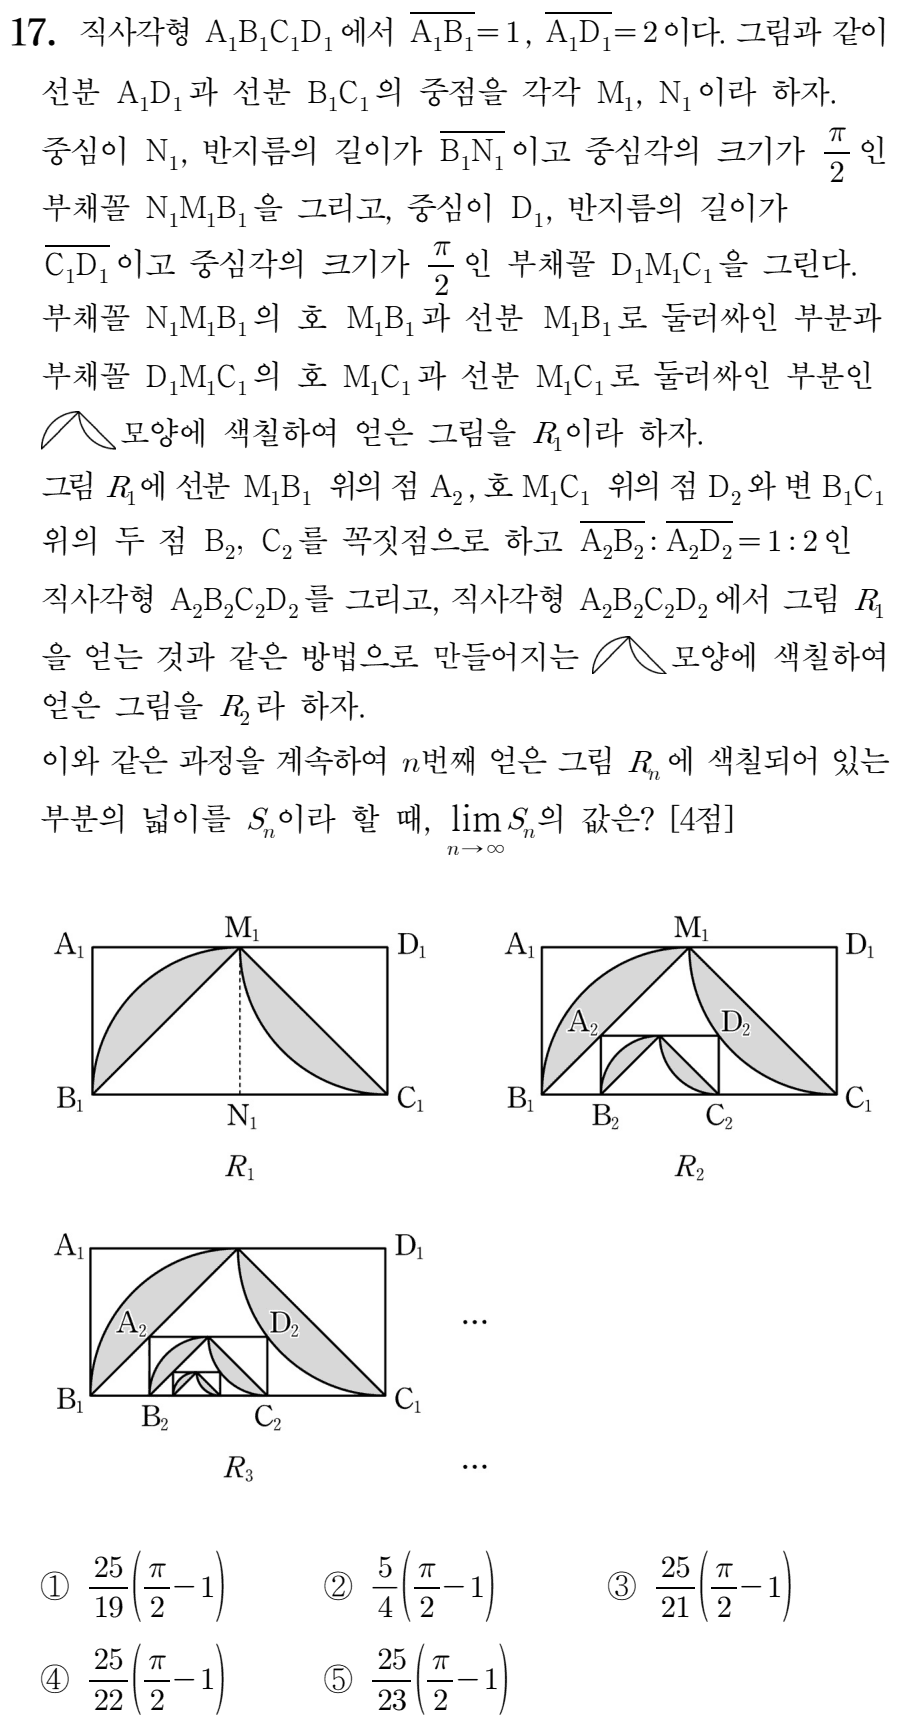 17. 직사각형 A₁B₁C₁D₁에서 A̅₁B̅₁=1, A̅₁D̅₁=2이다. 그림과 같이
선분 A₁D₁과 선분 B₁C₁의 중점을 각각 M₁, N₁이라 하자.
중심이 N₁, 반지름의 길이가 B̅₁N̅₁이고 중심각의 크기가 π/2인
부채꼴 N₁M₁B₁을 그리고, 중심이 D₁, 반지름의 길이가
C̅₁D̅₁이고 중심각의 크기가 π/2인 부채꼴 D₁M₁C₁을 그린다.
부채꼴 N₁M₁B₁의 호 M₁B₁과 선분 M₁B₁로 둘러싸인 부분과
부채꼴 D₁M₁C₁의 호 M₁C₁과 선분 M₁C₁로 둘러싸인 부분인
모양에 색칠하여 얻은 그림을 R₁이라 하자.
그림 R₁에 선분 M₁B₁ 위의 점 A₂, 호 M₁C₁ 위의 점 D₂와 변 B₁C₁
위의 두 점 B₂, C₂를 꼭짓점으로 하고 A̅₂B̅₂ : A̅₂D̅₂=1 : 2인
직사각형 A₂B₂C₂D₂를 그리고, 직사각형 A₂B₂C₂D₂에서 그림 R₁
을 얻는 것과 같은 방법으로 만들어지는 모양에 색칠하여
얻은 그림을 R₂라 하자.
이와 같은 과정을 계속하여 n번째 얻은 그림 Rₙ에 색칠되어 있는
부분의 넓이를 Sₙ이라 할 때, lim Sₙ의 값은? [4점]
n→∞
A₁ M₁ D₁ A₁ M₁ D₁
A₂ D₂
B₁ N₁ C₁ B₁ B₂ C₂ C₁
R₁ R₂
A₁ D₁
A₂ D₂ …
B₁ B₂ C₂ C₁
R₃ …
① 25/19(π/2−1) ② 5/4(π/2−1) ③ 25/21(π/2−1)
④ 25/22(π/2−1) ⑤ 25/23(π/2−1)